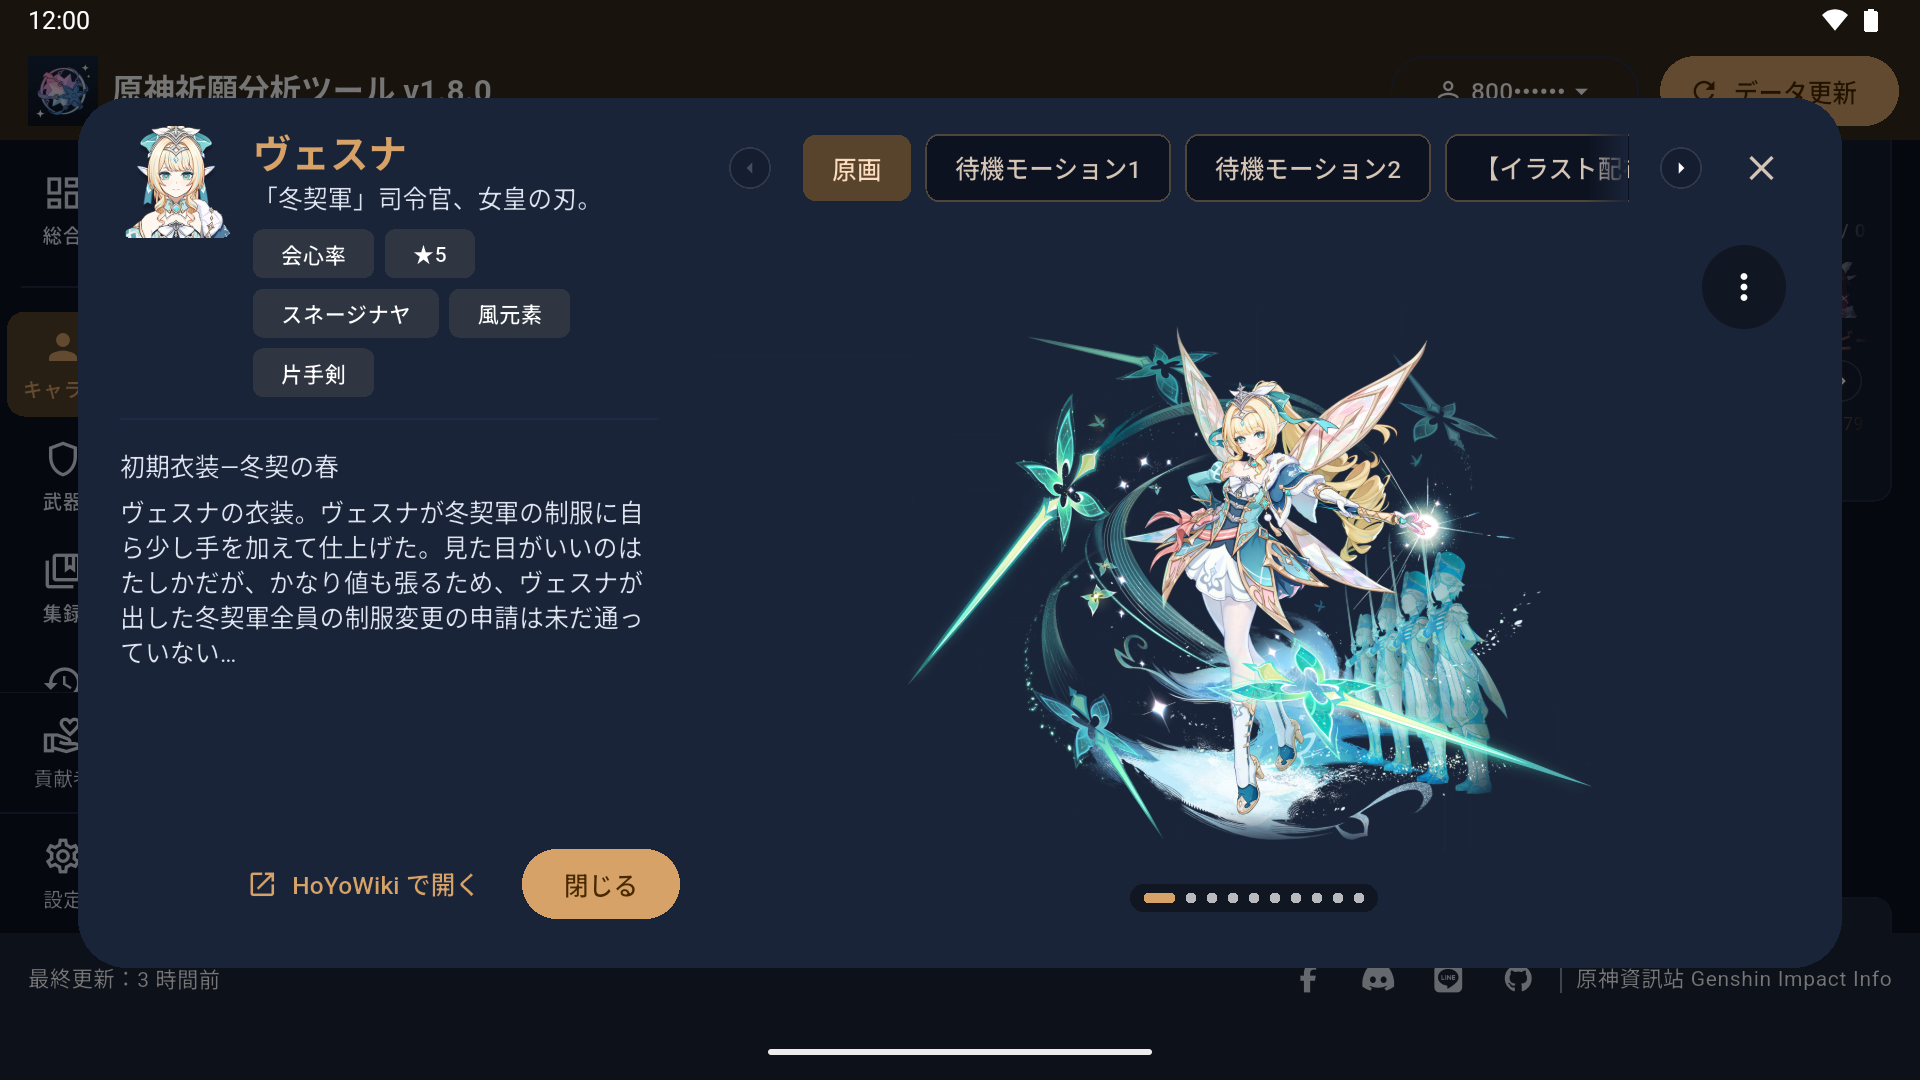 12:00
原神祈願分析ツール v1.8.0
800••••••
データ更新
ヴェスナ
「冬契軍」司令官、女皇の刃。
会心率
★5
スネージナヤ
風元素
片手剣
初期衣装—冬契の春
ヴェスナの衣装。ヴェスナが冬契軍の制服に自
ら少し手を加えて仕上げた。見た目がいいのは
たしかだが、かなり値も張るため、ヴェスナが
出した冬契軍全員の制服変更の申請は未だ通っ
ていない...
HoYoWiki で開く
閉じる
原画
待機モーション1
待機モーション2
【イラスト配
総合
キャラ
武器
集録
貢献
設定
/ 0
79
最終更新：3 時間前
LINE
原神資訊站 Genshin Impact Info